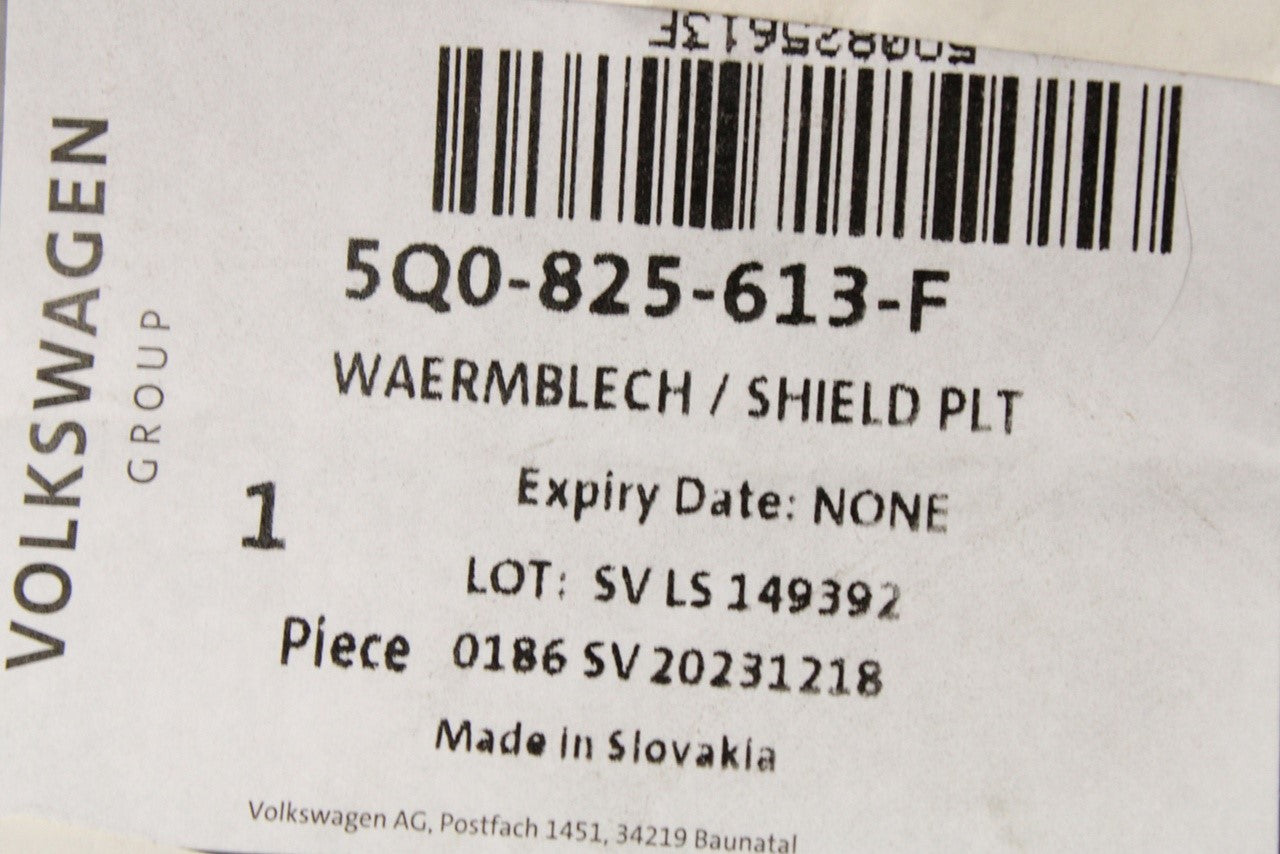 5Q0825613F
5Q0-825-613-F
WAERMBLECH / SHIELD PLT
Expiry Date: NONE
1
LOT: SV LS 149392
Piece 0186 SV 20231218
Made in Slovakia
Volkswagen AG, Postfach 1451, 34219 Baunatal
VOLKSWAGEN
GROUP